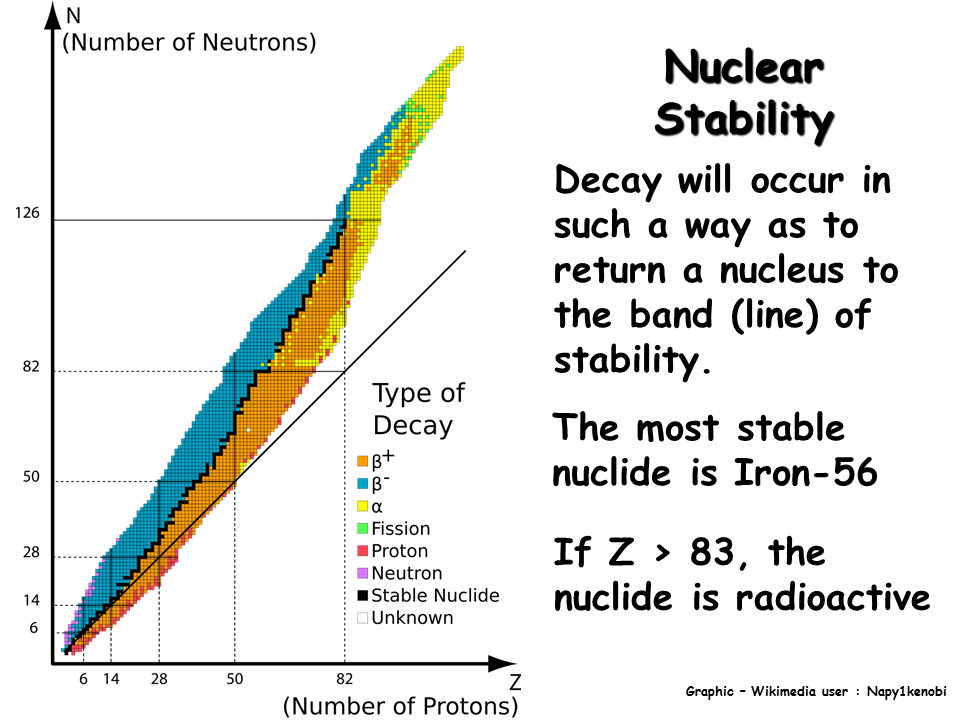 N
(Number of Neutrons)
Nuclear
Stability
Decay will occur in
such a way as to
return a nucleus to
the band (line) of
stability.
The most stable
nuclide is Iron-56
If Z > 83, the
nuclide is radioactive
126
82
50
28
14
6
Type of
Decay
β+
β-
α
Fission
Proton
Neutron
Stable Nuclide
Unknown
6 14 28 50 82
Z
(Number of Protons)
Graphic – Wikimedia user : Napy1kenobi